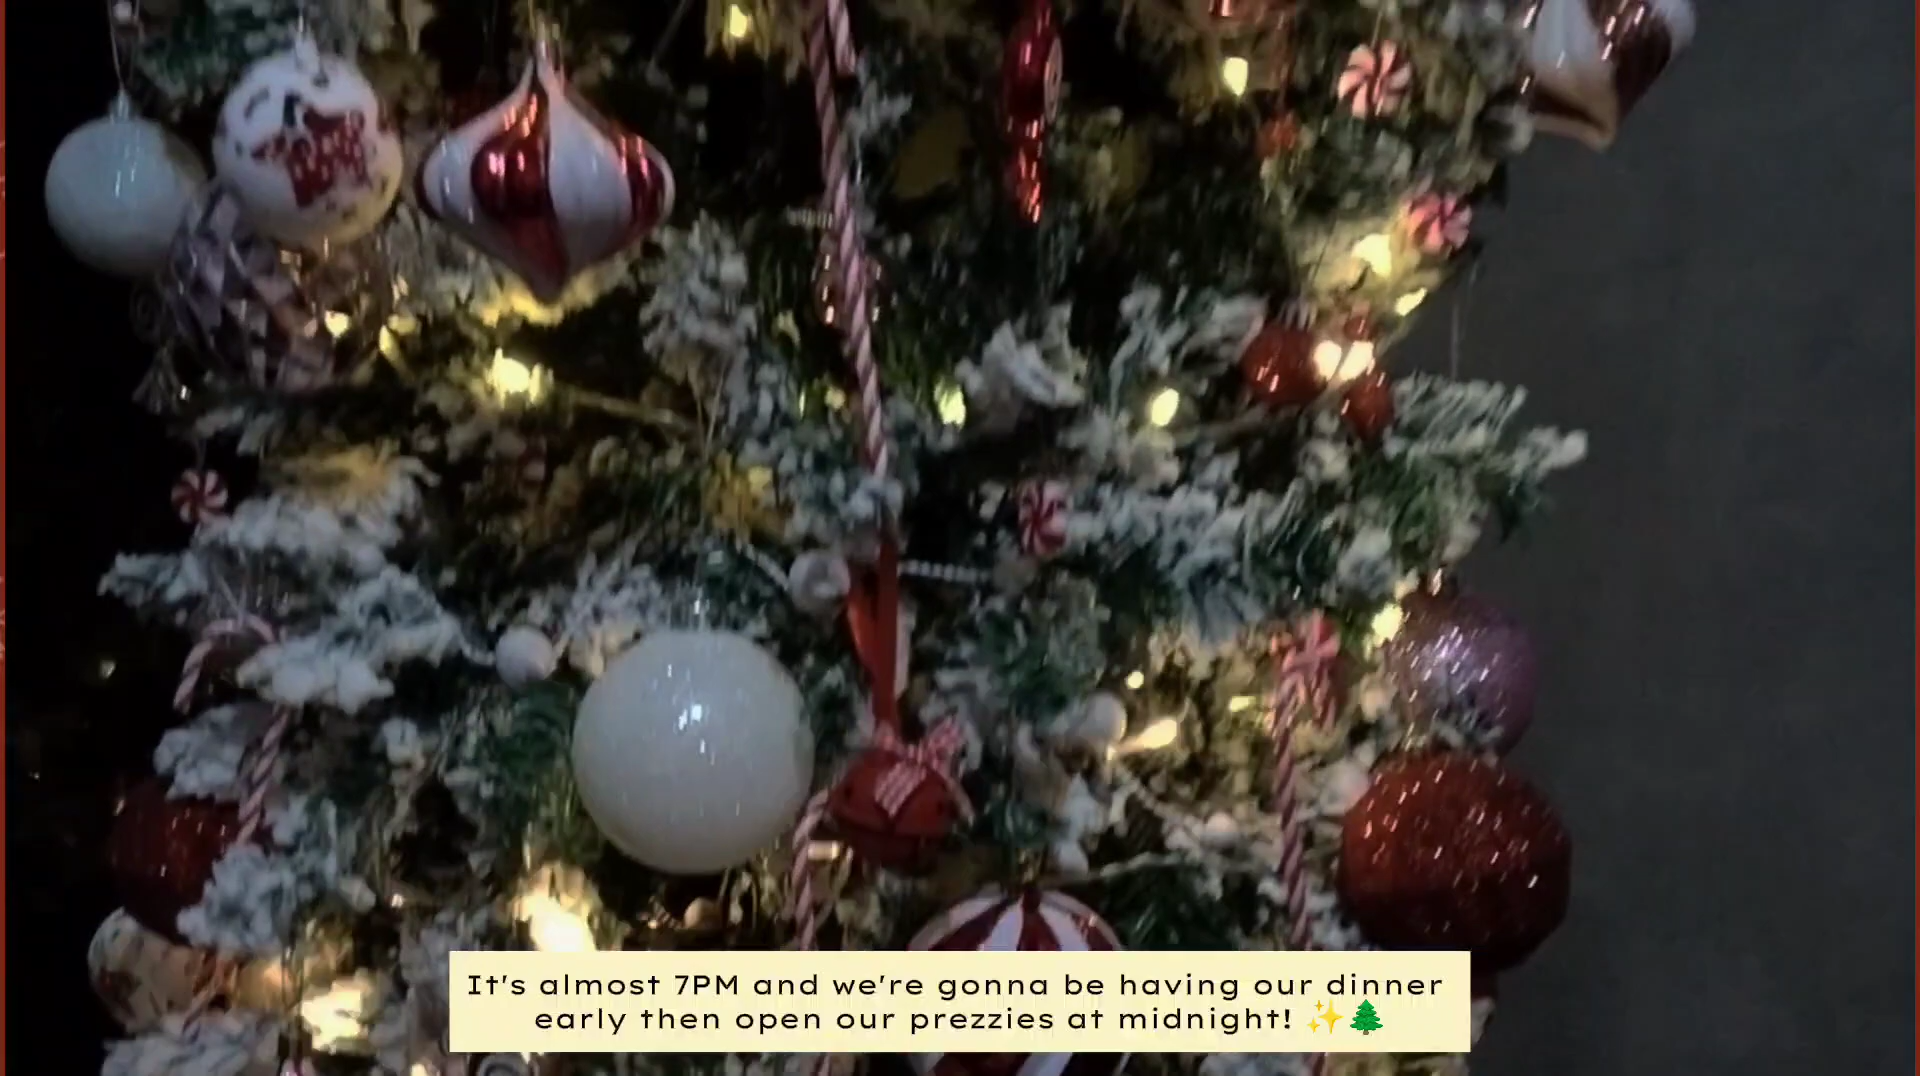 It's almost 7PM and we're gonna be having our dinner
early then open our prezzies at midnight! ✨🌲